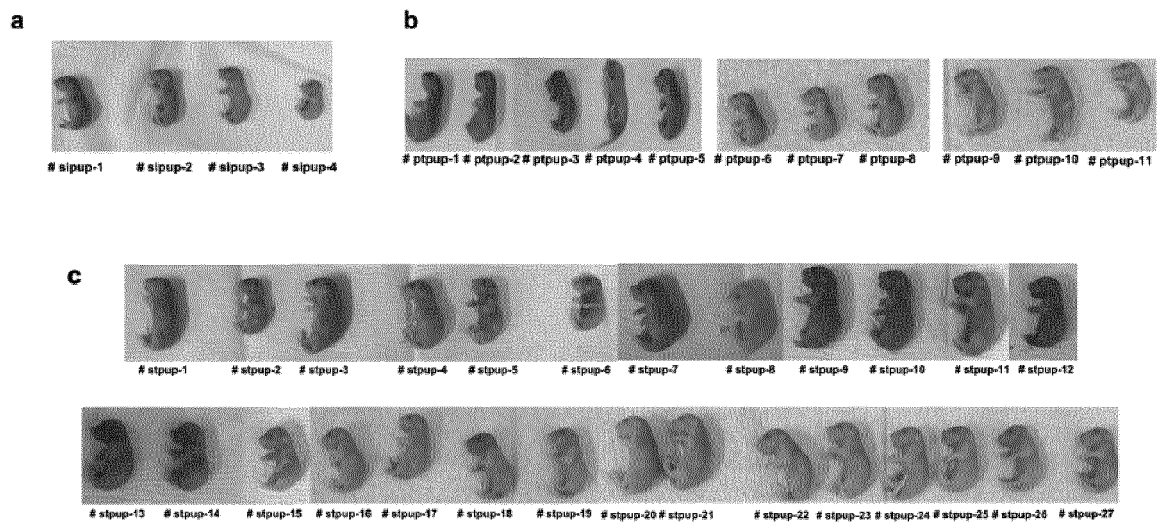 a
b
# sipup-1 # sipup-2 # sipup-3 # sipup-4
# ptpup-1 # ptpup-2 # ptpup-3 # ptpup-4 # ptpup-5 # ptpup-6 # ptpup-7 # ptpup-8 # ptpup-9 # ptpup-10 # ptpup-11
c
# stpup-1 # stpup-2 # stpup-3 # stpup-4 # stpup-5 # stpup-6 # stpup-7 # stpup-8 # stpup-9 # stpup-10 # stpup-11 # stpup-12
# stpup-13 # stpup-14 # stpup-15 # stpup-16 # stpup-17 # stpup-18 # stpup-19 # stpup-20 # stpup-21 # stpup-22 # stpup-23 # stpup-24 # stpup-25 # stpup-26 # stpup-27